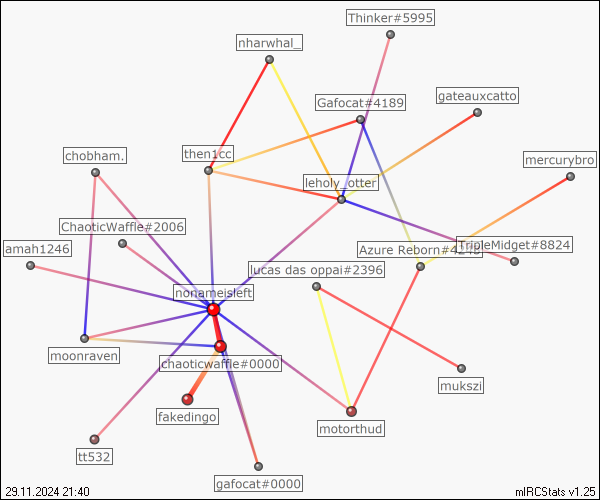 Thinker#5995
nharwhal_
Gafocat#4189
gateauxcatto
chobham.
then1cc
mercurybro
leholy_otter
ChaoticWaffle#2006
amah1246
Azure Reborn#4248
TripleMidget#8824
lucas das oppai#2396
nonameisleft
moonraven
chaoticwaffle#0000
mukszi
fakedingo
motorthud
tt532
gafocat#0000
29.11.2024 21:40
mIRCStats v1.25